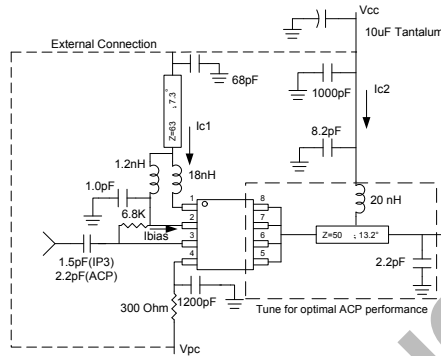 Vcc
10uF Tantalum
External Connection
68pF
1000pF
Z=63 , 7.3°
Ic1
Ic2
8.2pF
1.2nH
18nH
1.0pF
20 nH
6.8K
1
2
3
4
8
7
6
5
Ibias
Z=50 , 13.2°
1.5pF(IP3)
2.2pF(ACP)
2.2pF
1200pF
300 Ohm
Tune for optimal ACP performance
Vpc